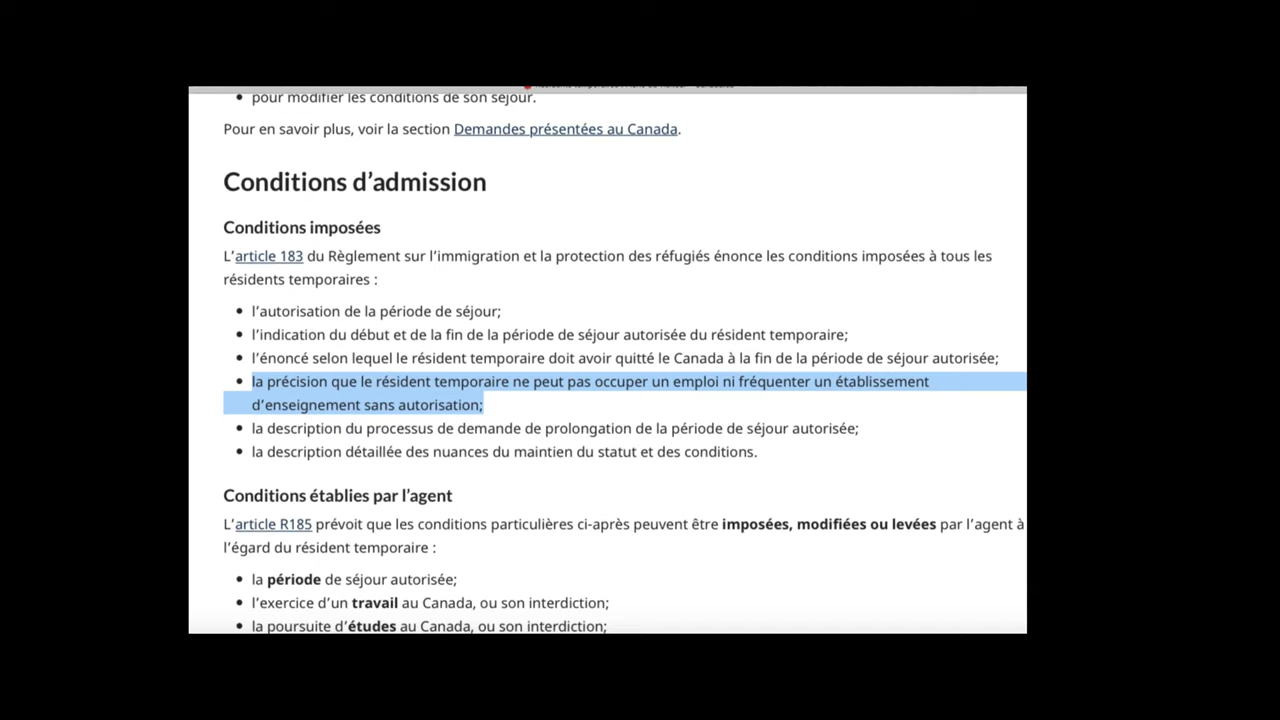 pour modifier les conditions de son séjour.
Pour en savoir plus, voir la section Demandes présentées au Canada.
Conditions d’admission
Conditions imposées
L’article 183 du Règlement sur l’immigration et la protection des réfugiés énonce les conditions imposées à tous les
résidents temporaires :
l’autorisation de la période de séjour;
l’indication du début et de la fin de la période de séjour autorisée du résident temporaire;
l’énoncé selon lequel le résident temporaire doit avoir quitté le Canada à la fin de la période de séjour autorisée;
la précision que le résident temporaire ne peut pas occuper un emploi ni fréquenter un établissement
d’enseignement sans autorisation;
la description du processus de demande de prolongation de la période de séjour autorisée;
la description détaillée des nuances du maintien du statut et des conditions.
Conditions établies par l’agent
L’article R185 prévoit que les conditions particulières ci-après peuvent être imposées, modifiées ou levées par l’agent à
l’égard du résident temporaire :
la période de séjour autorisée;
l’exercice d’un travail au Canada, ou son interdiction;
la poursuite d’études au Canada, ou son interdiction;